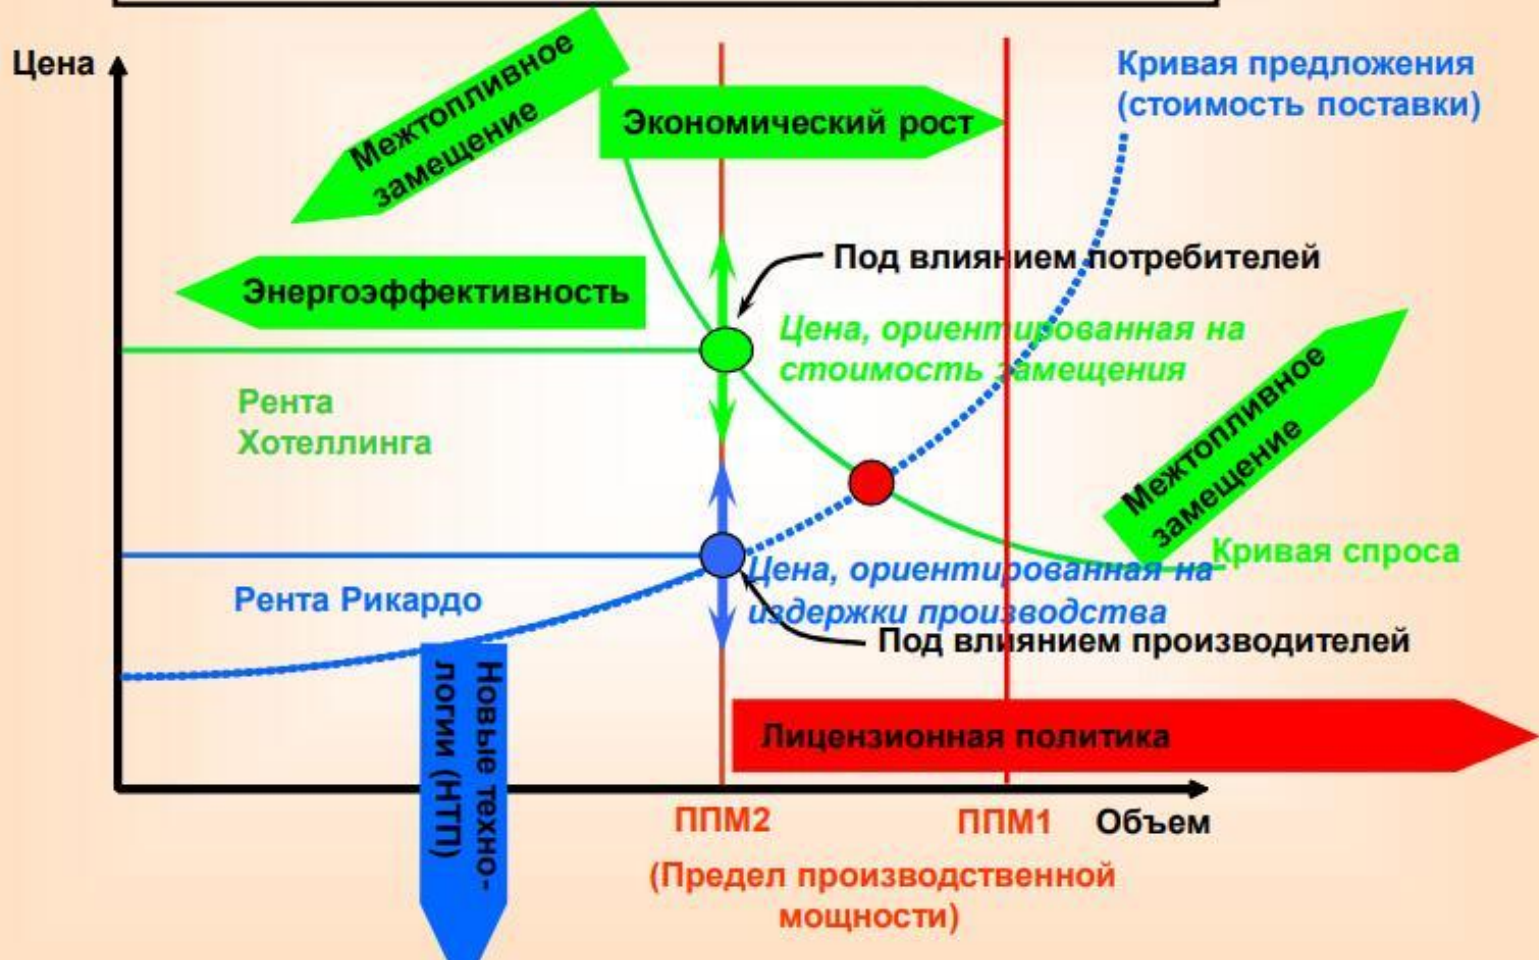 Цена
Межтопливное
замещение
Экономический рост
Кривая предложения
(стоимость поставки)
Под влиянием потребителей
Энергоэффективность
Цена, ориентированная на
стоимость замещения
Рента
Хотеллинга
Межтопливное
замещение
Кривая спроса
Цена, ориентированная на
издержки производства
Рента Рикардо
Под влиянием производителей
Новые техно-
логии (НТП)
Лицензионная политика
ППМ2
ППМ1
Объем
(Предел производственной
мощности)